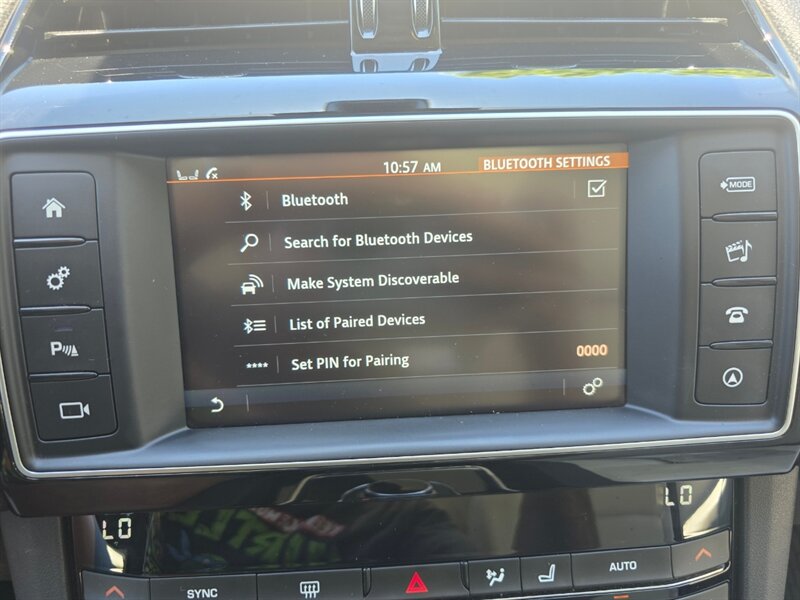 10:57 AM
BLUETOOTH SETTINGS
Bluetooth
Search for Bluetooth Devices
Make System Discoverable
List of Paired Devices
**** Set PIN for Pairing 0000
MODE
P
LO
LO
SYNC
AUTO